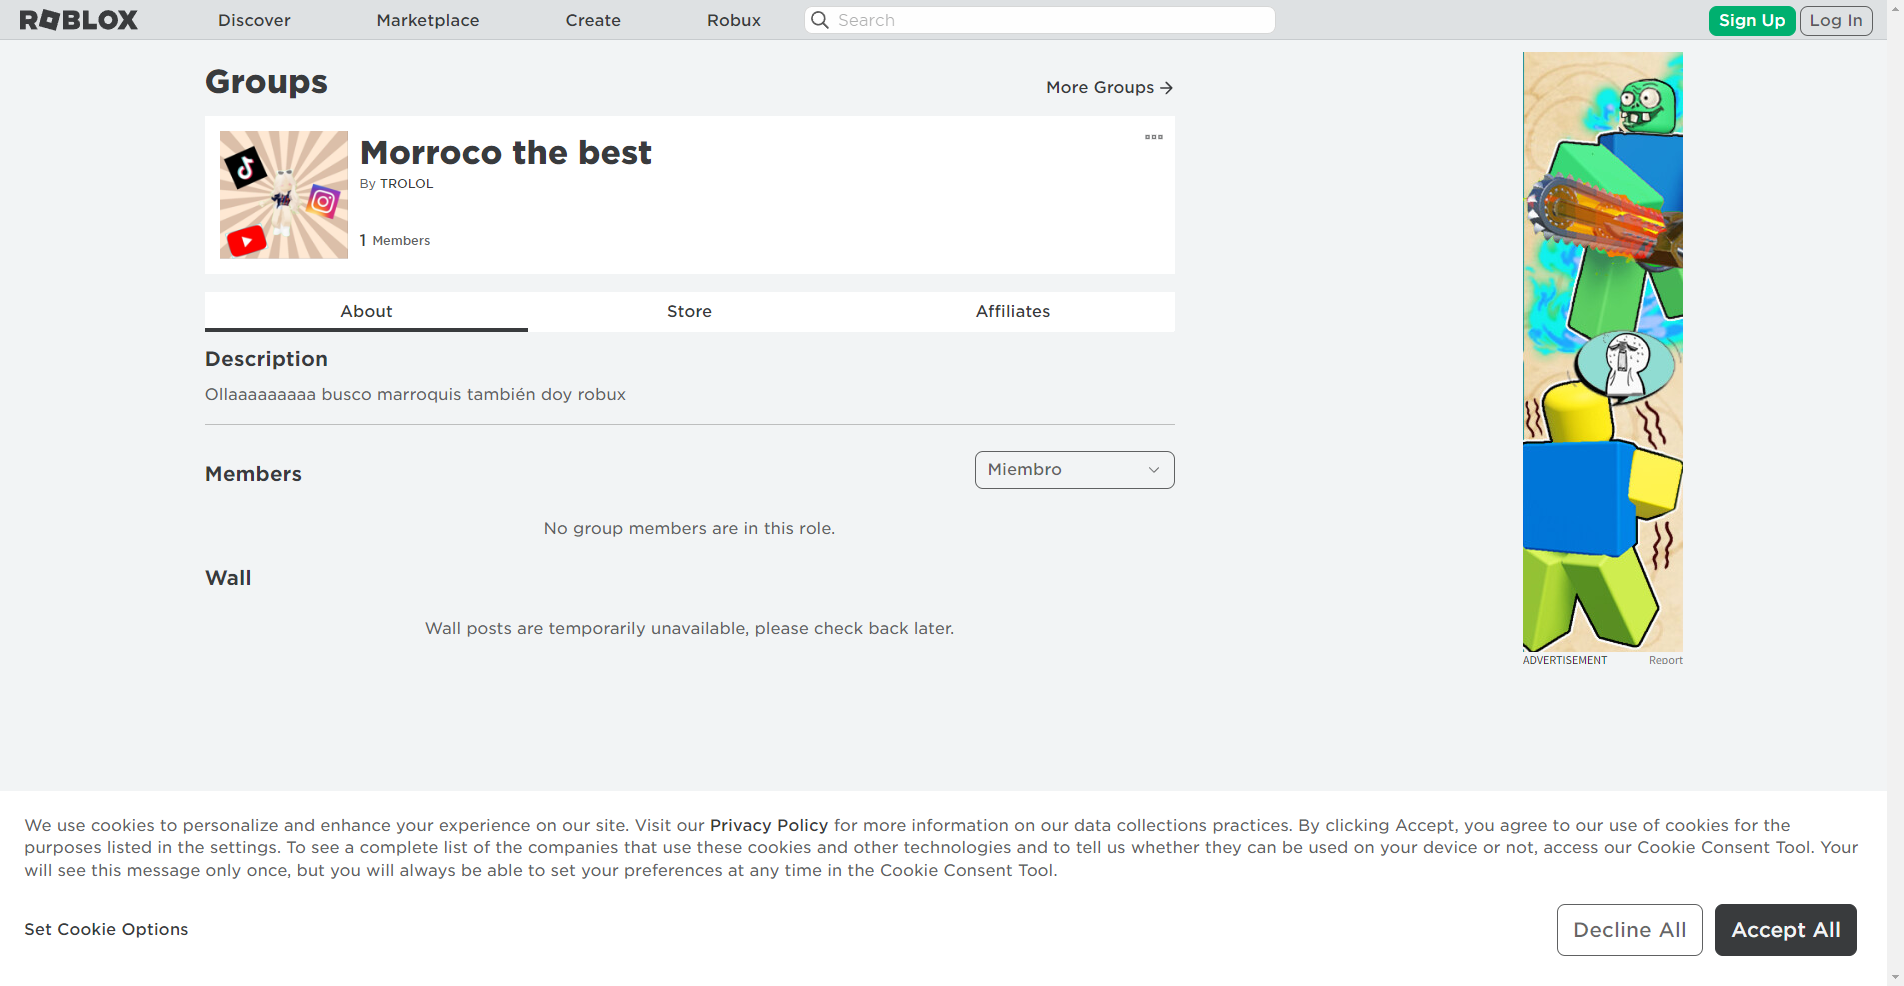 ROBLOX
Discover
Marketplace
Create
Robux
Search
Sign Up
Log In
Groups
More Groups
Morroco the best
By TROLOL
1 Members
About
Store
Affiliates
Description
Ollaaaaaaaaa busco marroquis también doy robux
Members
Miembro
No group members are in this role.
Wall
Wall posts are temporarily unavailable, please check back later.
ADVERTISEMENT
Report
We use cookies to personalize and enhance your experience on our site. Visit our Privacy Policy for more information on our data collections practices. By clicking Accept, you agree to our use of cookies for the
purposes listed in the settings. To see a complete list of the companies that use these cookies and other technologies and to tell us whether they can be used on your device or not, access our Cookie Consent Tool. Your
will see this message only once, but you will always be able to set your preferences at any time in the Cookie Consent Tool.
Set Cookie Options
Decline All
Accept All